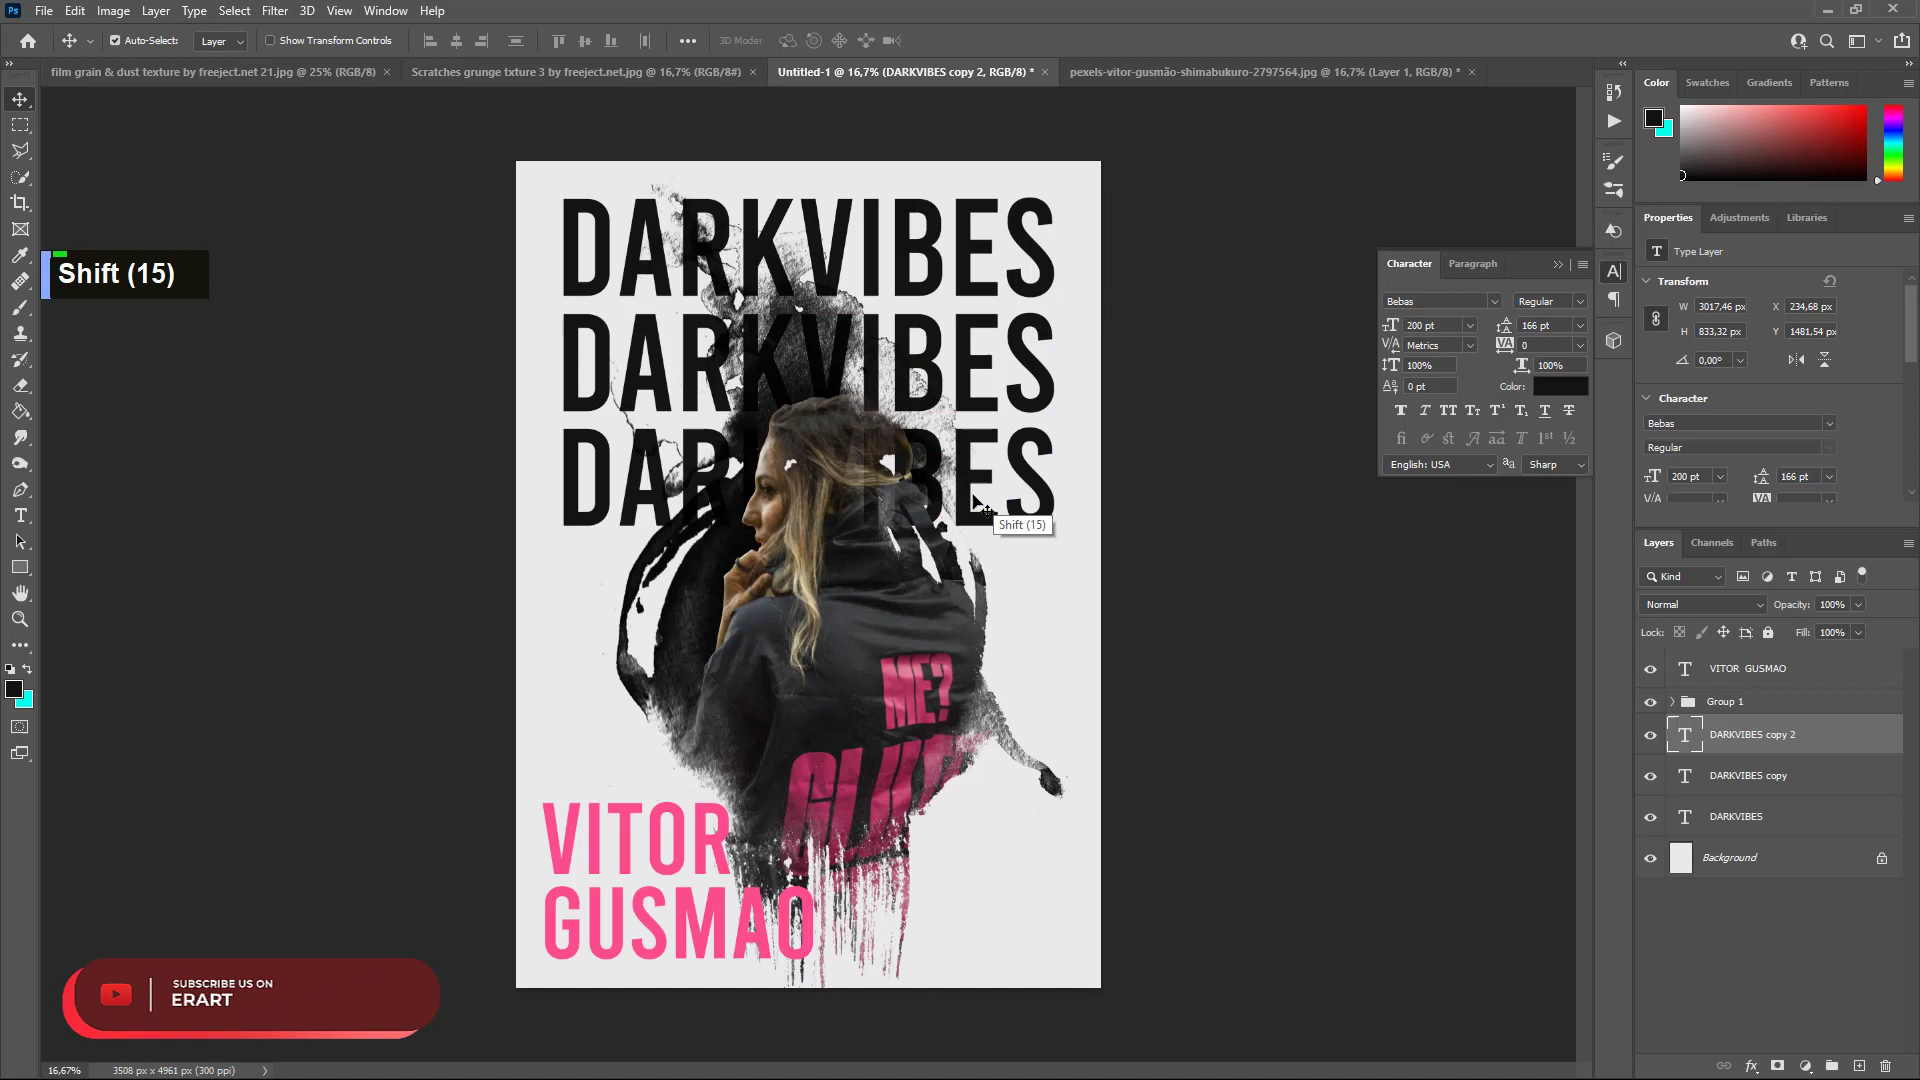 Ps File Edit Image Layer Type Select Filter 3D View Window Help
Auto-Select: Layer Show Transform Controls 3D Mode:
film grain & dust texture by freeject.net 21.jpg @ 25% (RGB/8) × Scratches grunge txture 3 by freeject.net.jpg @ 16,7% (RGB/8#) × Untitled-1 @ 16,7% (DARKVIBES copy 2, RGB/8) * × pexels-vitor-gusmão-shimabukuro-2797564.jpg @ 16,7% (Layer 1, RGB/8) * ×
Color Swatches Gradients Patterns
DARKVIBES
DARKVIBES
DARKVIBES
Shift (15)
Shift (15)
ME?
VITOR
GUSMAO
SUBSCRIBE US ON
ERART
Character Paragraph
Bebas Regular
200 pt 166 pt
Metrics 0
100% 100%
0 pt Color:
English: USA aa Sharp
Properties Adjustments Libraries
T Type Layer
Transform
W 3017,46 px X 234,68 px
H 833,32 px Y 1481,54 px
0,00°
Character
Bebas
Regular
200 pt 166 pt
Layers Channels Paths
Kind
Normal Opacity: 100%
Lock: Fill: 100%
T VITOR GUSMAO
Group 1
T DARKVIBES copy 2
T DARKVIBES copy
T DARKVIBES
Background
16,67% 3508 px x 4961 px (300 ppi)